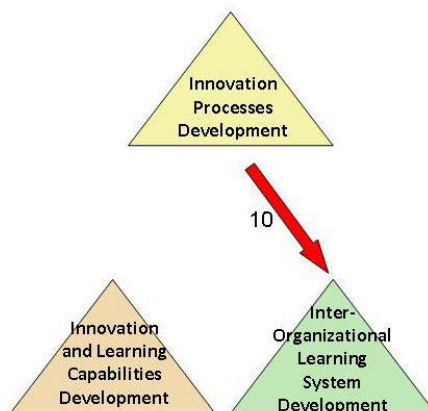 Innovation
Processes
Development
10
Innovation
and Learning
Capabilities
Development
Inter-
Organizational
Learning
System
Development